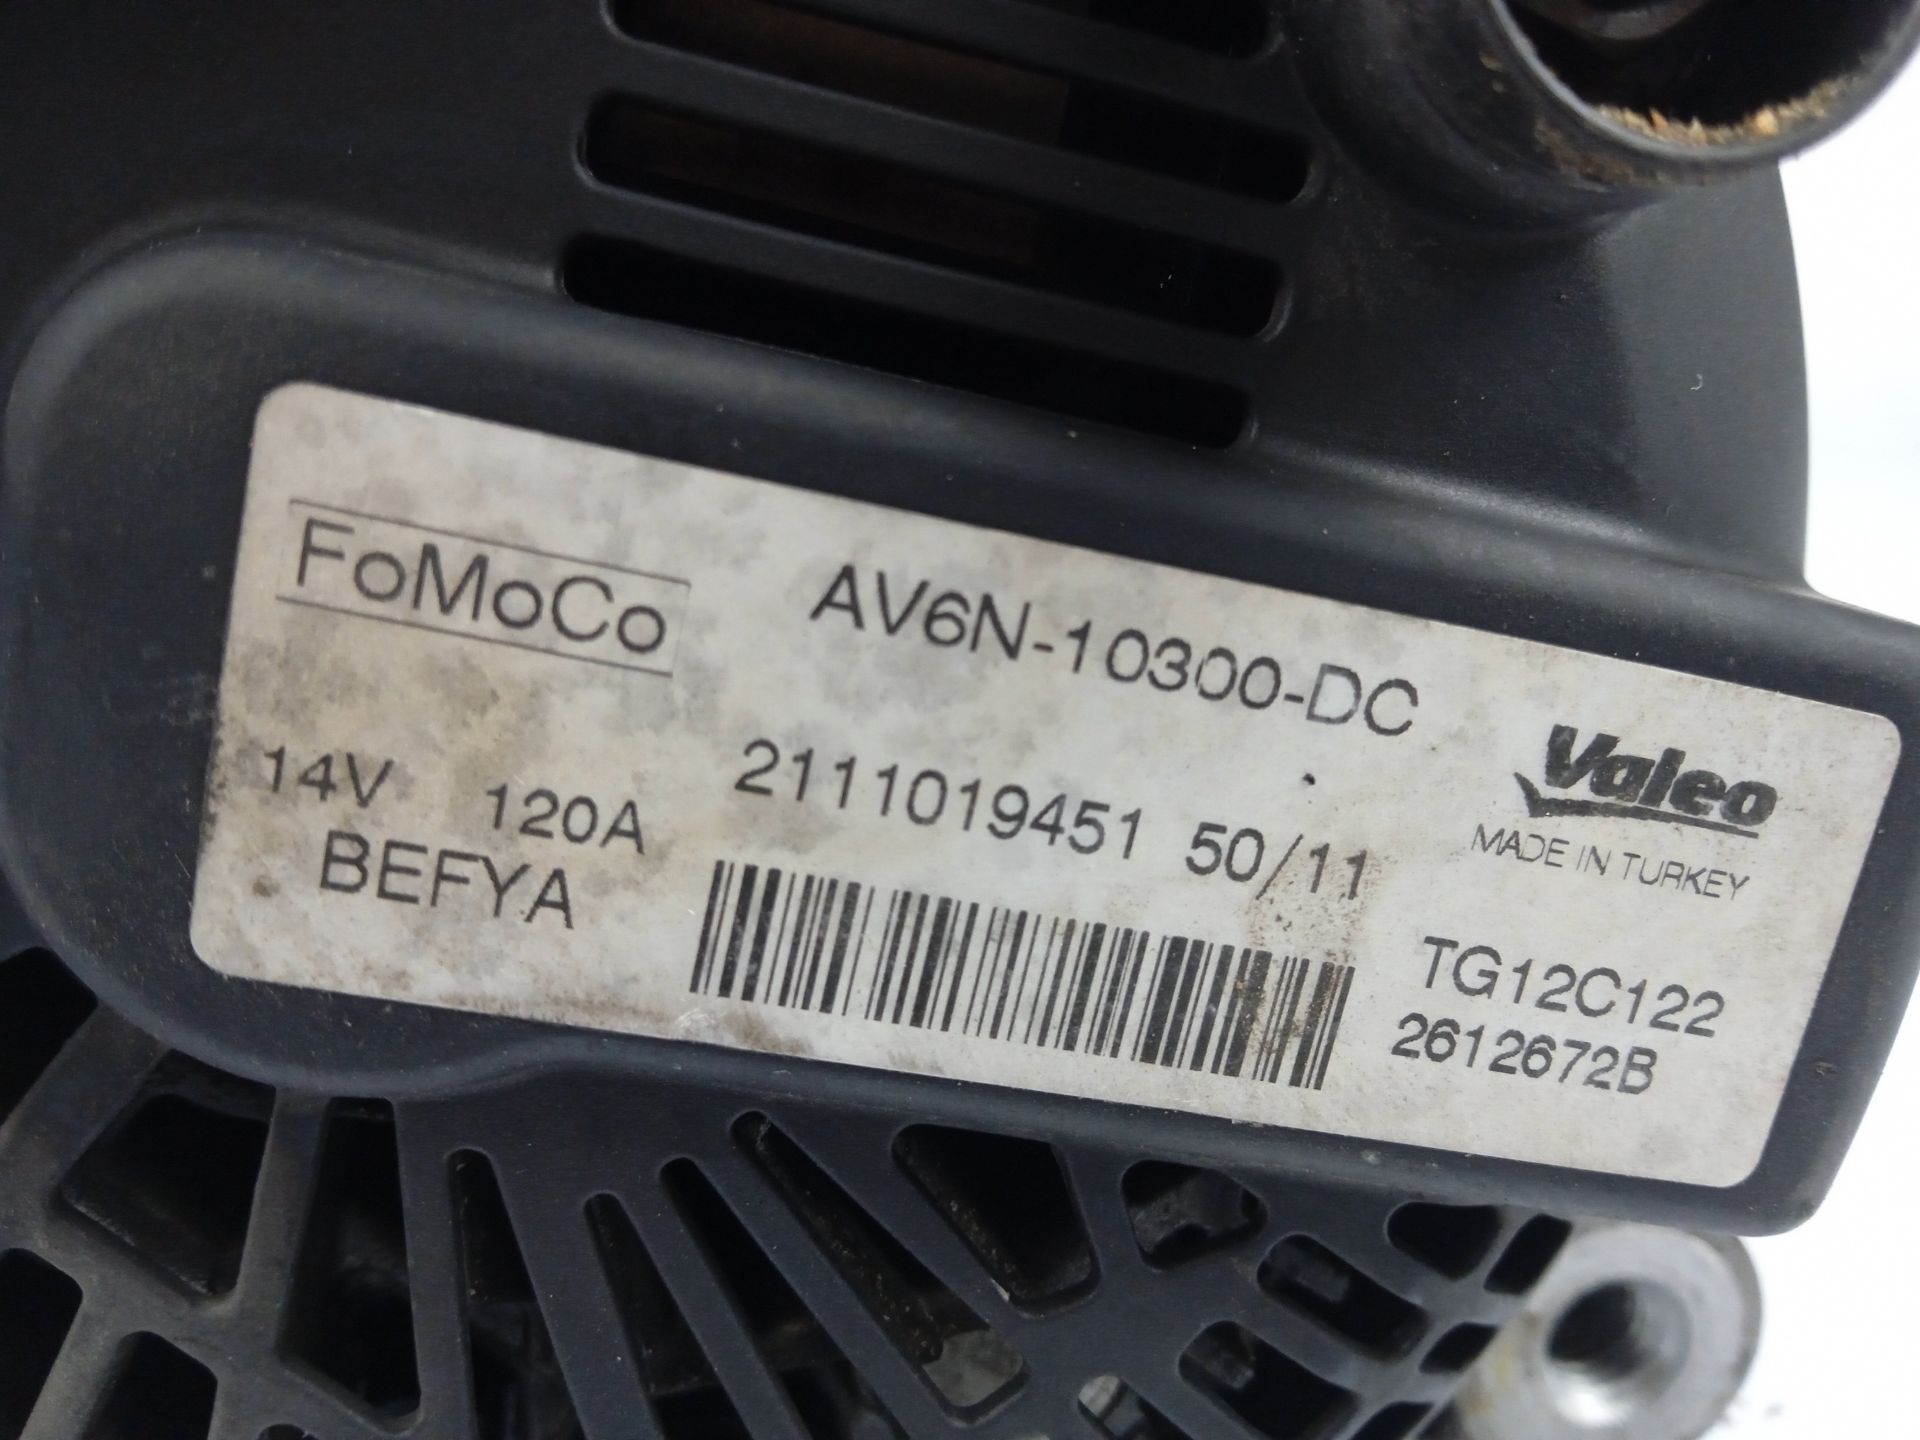 FoMoCo
AV6N-10300-DC
14V 120A
2111019451 50/11
BEFYA
Valeo
MADE IN TURKEY
TG12C122
2612672B